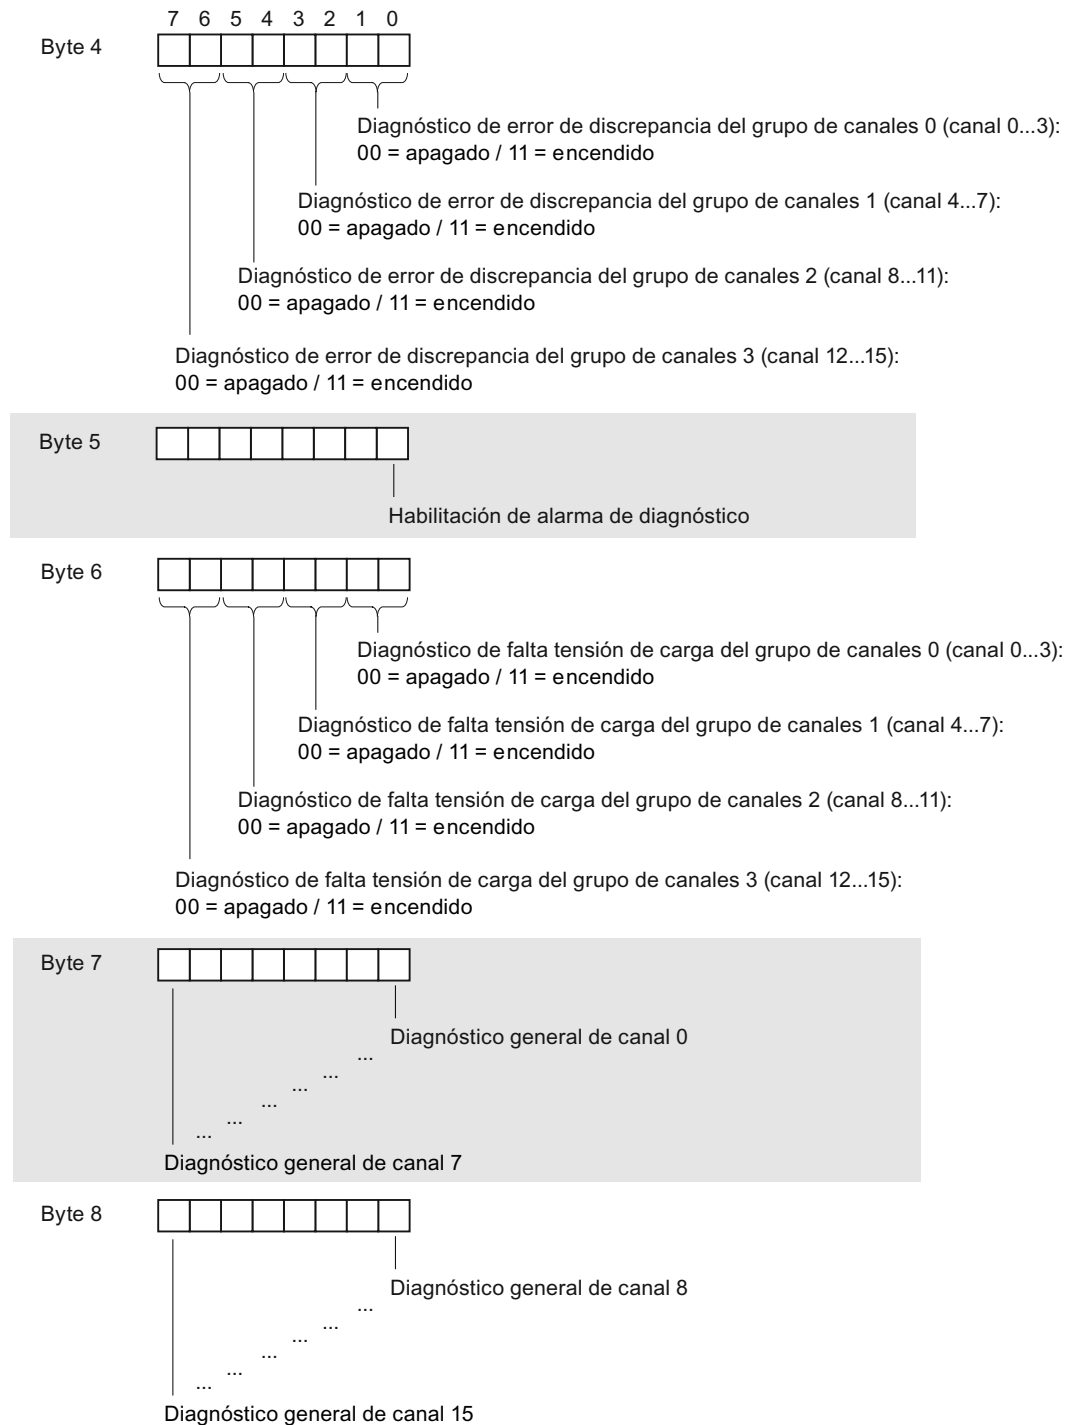 7 6 5 4 3 2 1 0
Byte 4
Diagnóstico de error de discrepancia del grupo de canales 0 (canal 0...3):
00 = apagado / 11 = encendido
Diagnóstico de error de discrepancia del grupo de canales 1 (canal 4...7):
00 = apagado / 11 = encendido
Diagnóstico de error de discrepancia del grupo de canales 2 (canal 8...11):
00 = apagado / 11 = encendido
Diagnóstico de error de discrepancia del grupo de canales 3 (canal 12...15):
00 = apagado / 11 = encendido
Byte 5
Habilitación de alarma de diagnóstico
Byte 6
Diagnóstico de falta tensión de carga del grupo de canales 0 (canal 0...3):
00 = apagado / 11 = encendido
Diagnóstico de falta tensión de carga del grupo de canales 1 (canal 4...7):
00 = apagado / 11 = encendido
Diagnóstico de falta tensión de carga del grupo de canales 2 (canal 8...11):
00 = apagado / 11 = encendido
Diagnóstico de falta tensión de carga del grupo de canales 3 (canal 12...15):
00 = apagado / 11 = encendido
Byte 7
Diagnóstico general de canal 0
...
...
...
...
...
...
Diagnóstico general de canal 7
Byte 8
Diagnóstico general de canal 8
...
...
...
...
...
...
Diagnóstico general de canal 15